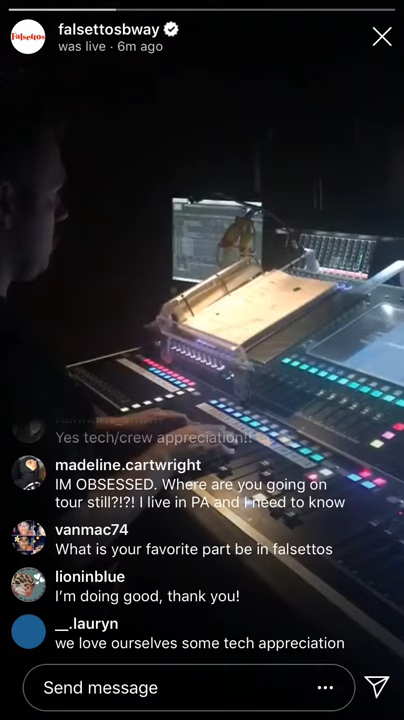 Falsettos
falsettosbway
was live · 6m ago
Yes tech/crew appreciation!!
madeline.cartwright
IM OBSESSED. Where are you going on
tour still?!?! I live in PA and I need to know
vanmac74
What is your favorite part be in falsettos
lioninblue
I'm doing good, thank you!
__.lauryn
we love ourselves some tech appreciation
Send message